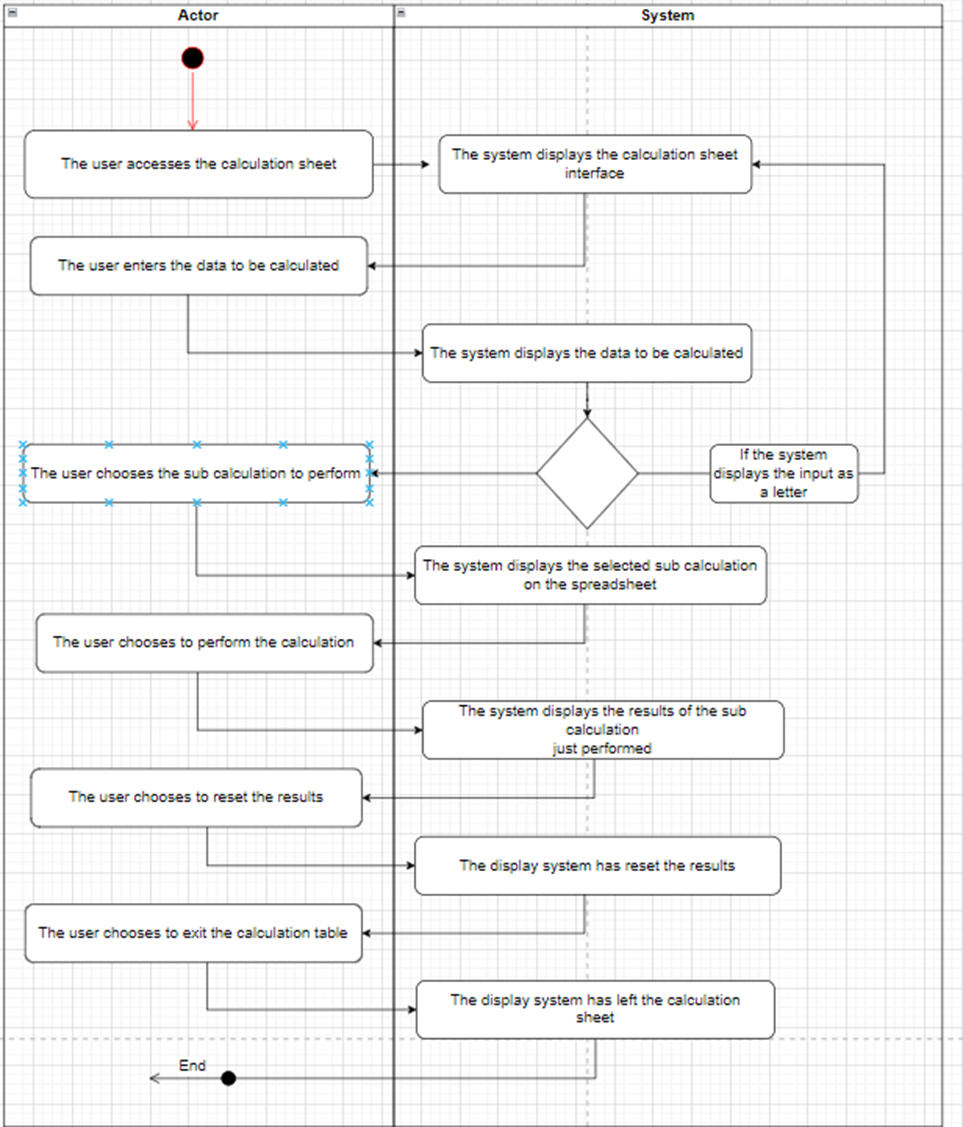 Actor
System
The user accesses the calculation sheet
The system displays the calculation sheet
interface
The user enters the data to be calculated
The system displays the data to be calculated
The user chooses the sub calculation to perform
If the system
displays the input as
a letter
The system displays the selected sub calculation
on the spreadsheet
The user chooses to perform the calculation
The system displays the results of the sub
calculation
just performed
The user chooses to reset the results
The display system has reset the results
The user chooses to exit the calculation table
The display system has left the calculation
sheet
End